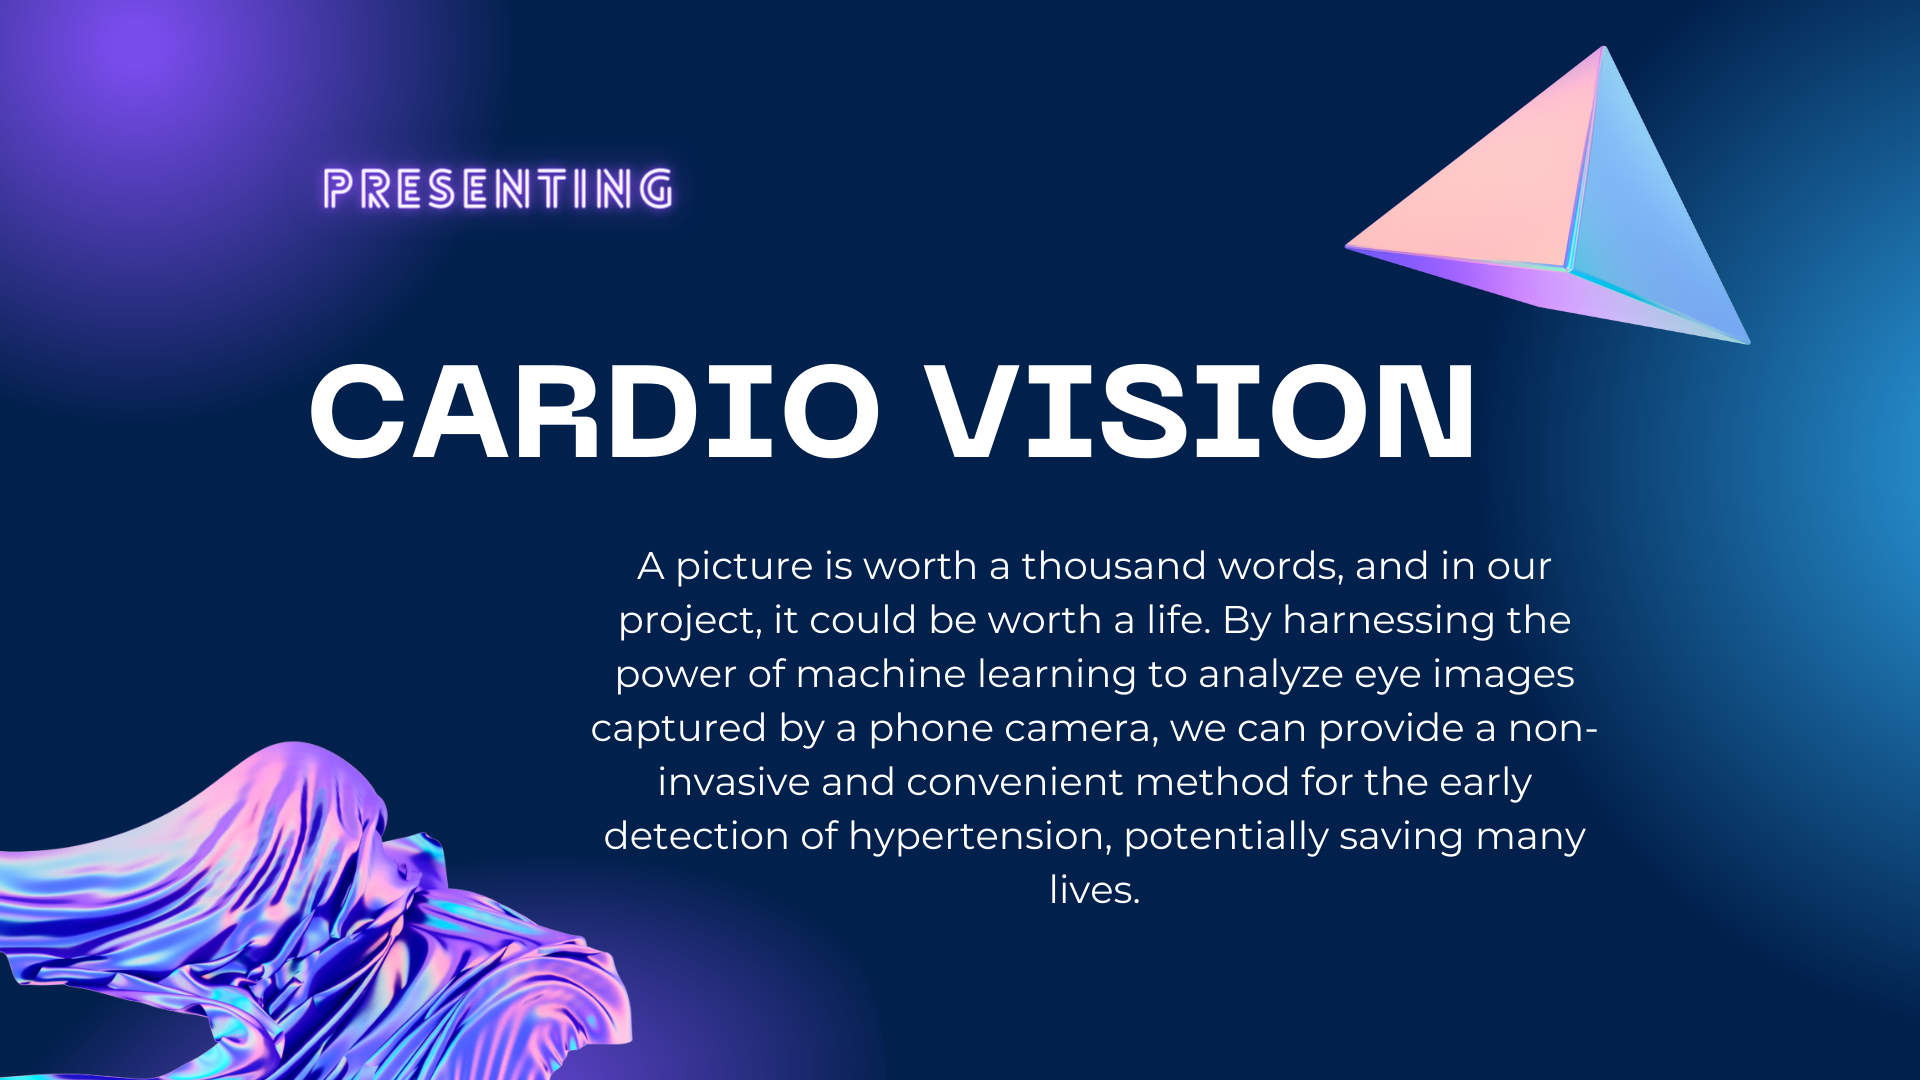 PRESENTING
CARDIO VISION
A picture is worth a thousand words, and in our
project, it could be worth a life. By harnessing the
power of machine learning to analyze eye images
captured by a phone camera, we can provide a non-
invasive and convenient method for the early
detection of hypertension, potentially saving many
lives.